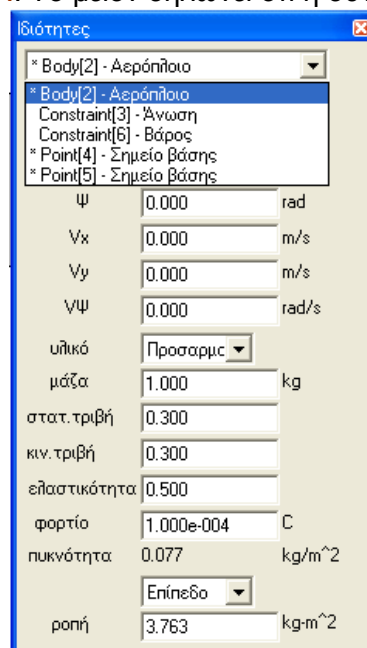 Ιδιότητες
* Body[2] - Αερόπλοιο
* Body[2] - Αερόπλοιο
Constraint[3] - Άνωση
Constraint[6] - Βάρος
* Point[4] - Σημείο βάσης
* Point[5] - Σημείο βάσης
Ψ 0.000 rad
Vx 0.000 m/s
Vy 0.000 m/s
VΨ 0.000 rad/s
υλικό Προσαρμο
μάζα 1.000 kg
στατ.τριβή 0.300
κιν.τριβή 0.300
ελαστικότητα 0.500
φορτίο 1.000e-004 C
πυκνότητα 0.077 kg/m^2
Επίπεδο
ροπή 3.763 kg-m^2